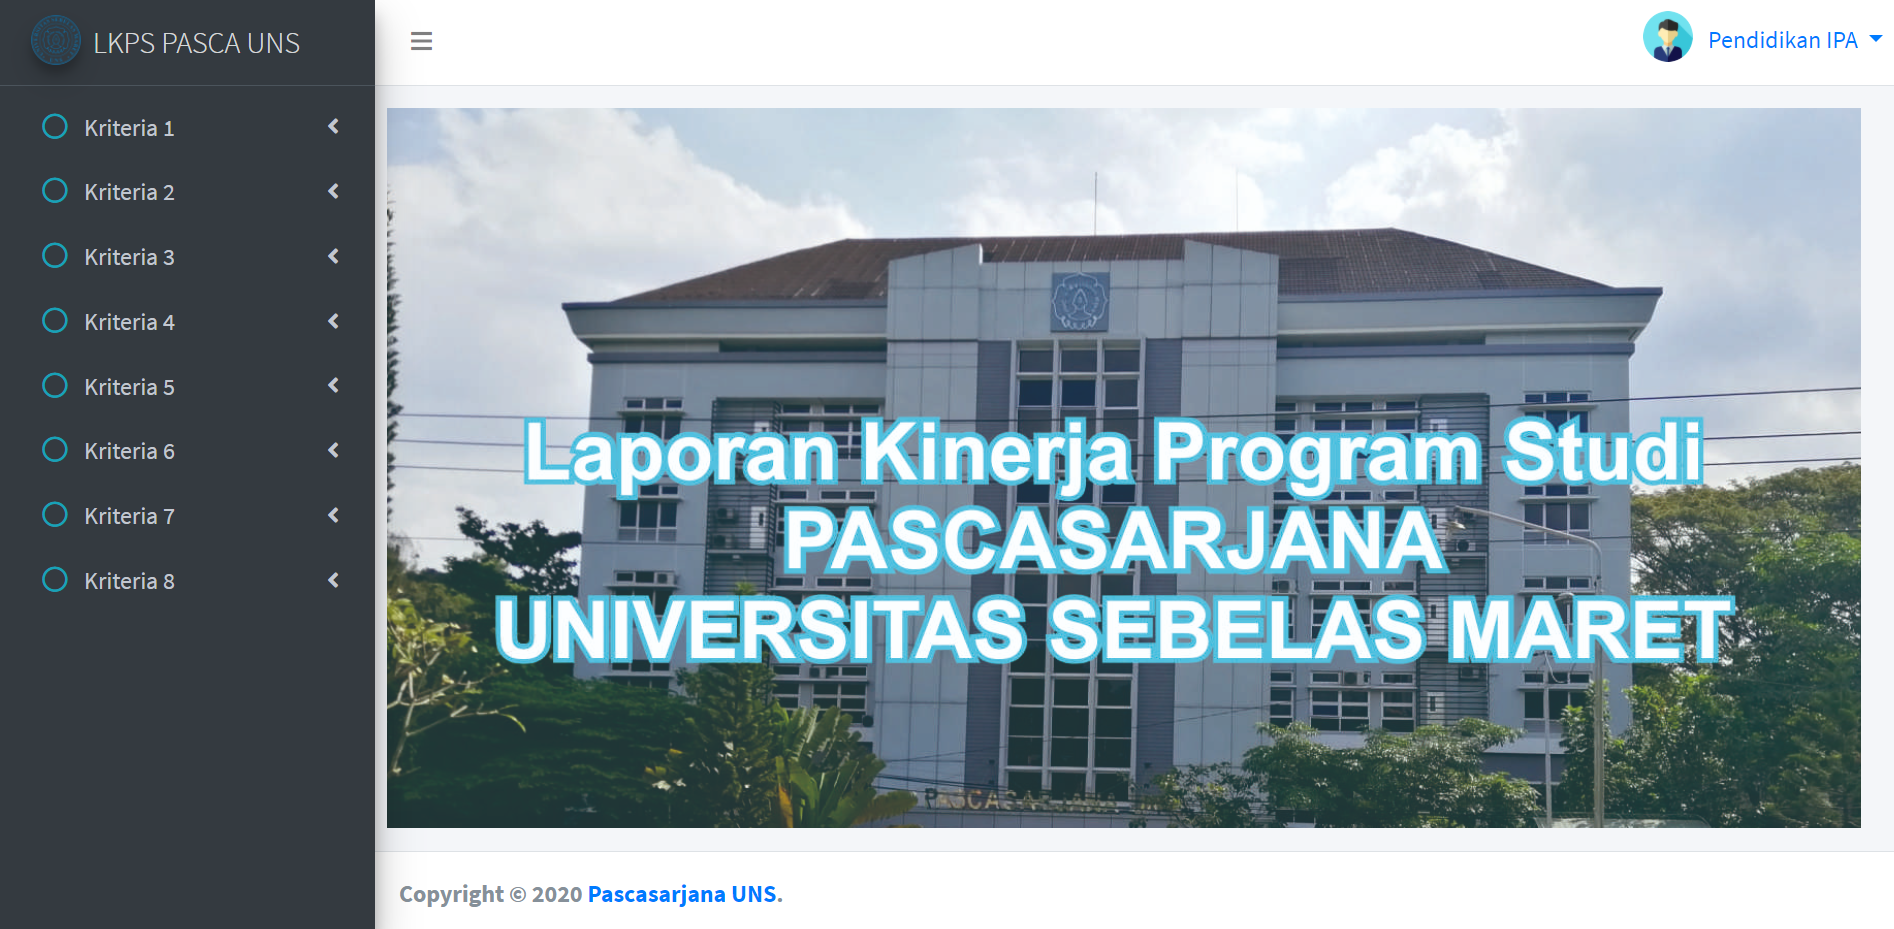 LKPS PASCA UNS
Pendidikan IPA
Kriteria 1
Kriteria 2
Kriteria 3
Kriteria 4
Kriteria 5
Kriteria 6
Kriteria 7
Kriteria 8
Laporan Kinerja Program Studi
PASCASARJANA
UNIVERSITAS SEBELAS MARET
PASCASARJANA
Copyright © 2020 Pascasarjana UNS.